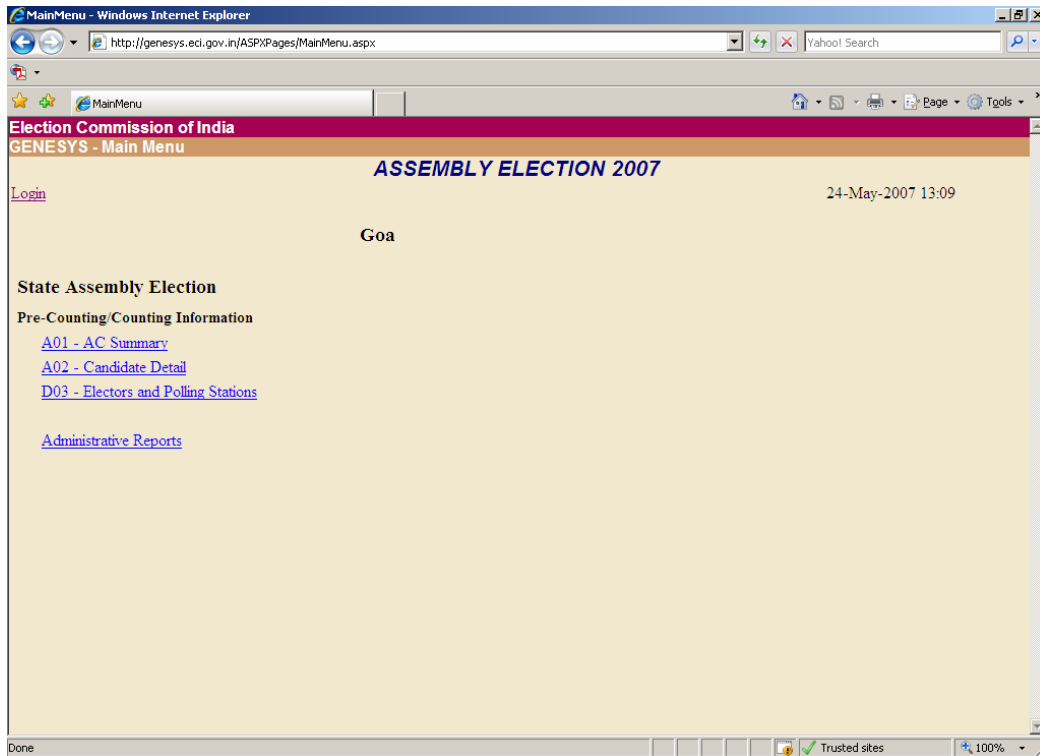 MainMenu - Windows Internet Explorer
http://genesys.eci.gov.in/ASPXPages/MainMenu.aspx
Yahoo! Search
MainMenu
Page
Tools
Election Commission of India
GENESYS - Main Menu
ASSEMBLY ELECTION 2007
Login
24-May-2007 13:09
Goa
State Assembly Election
Pre-Counting/Counting Information
A01 - AC Summary
A02 - Candidate Detail
D03 - Electors and Polling Stations
Administrative Reports
Done
Trusted sites
100%